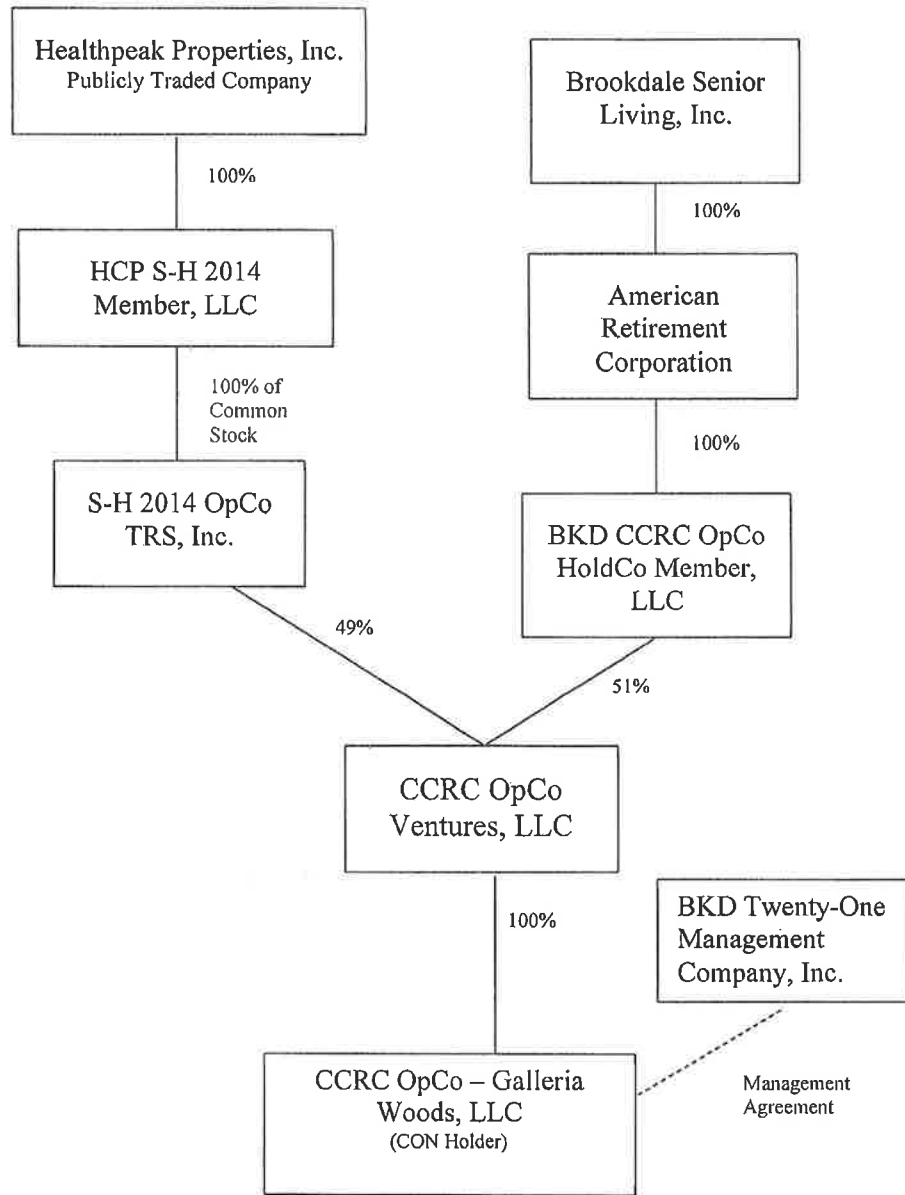 Healthpeak Properties, Inc.
Publicly Traded Company
Brookdale Senior
Living, Inc.
100%
100%
HCP S-H 2014
Member, LLC
American
Retirement
Corporation
100% of
Common
Stock
100%
S-H 2014 OpCo
TRS, Inc.
BKD CCRC OpCo
HoldCo Member,
LLC
49%
51%
CCRC OpCo
Ventures, LLC
100%
BKD Twenty-One
Management
Company, Inc.
CCRC OpCo – Galleria
Woods, LLC
(CON Holder)
Management
Agreement